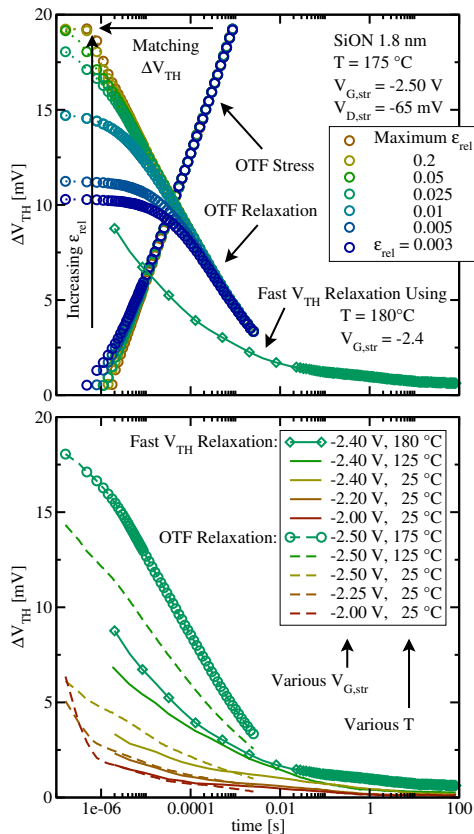 20
15
10
5
0
ΔV_TH [mV]
Matching
ΔV_TH
Increasing ε_rel
SiON 1.8 nm
T = 175 °C
V_G,str = -2.50 V
V_D,str = -65 mV
OTF Stress
OTF Relaxation
Maximum ε_rel
0.2
0.05
0.025
0.01
0.005
ε_rel = 0.003
Fast V_TH Relaxation Using
T = 180°C
V_G,str = -2.4
20
15
10
5
0
ΔV_TH [mV]
Fast V_TH Relaxation:
-2.40 V, 180 °C
-2.40 V, 125 °C
-2.40 V, 25 °C
-2.20 V, 25 °C
-2.00 V, 25 °C
OTF Relaxation:
-2.50 V, 175 °C
-2.50 V, 125 °C
-2.50 V, 25 °C
-2.25 V, 25 °C
-2.00 V, 25 °C
Various V_G,str
Various T
1e-06 0.0001 0.01 1 100
time [s]